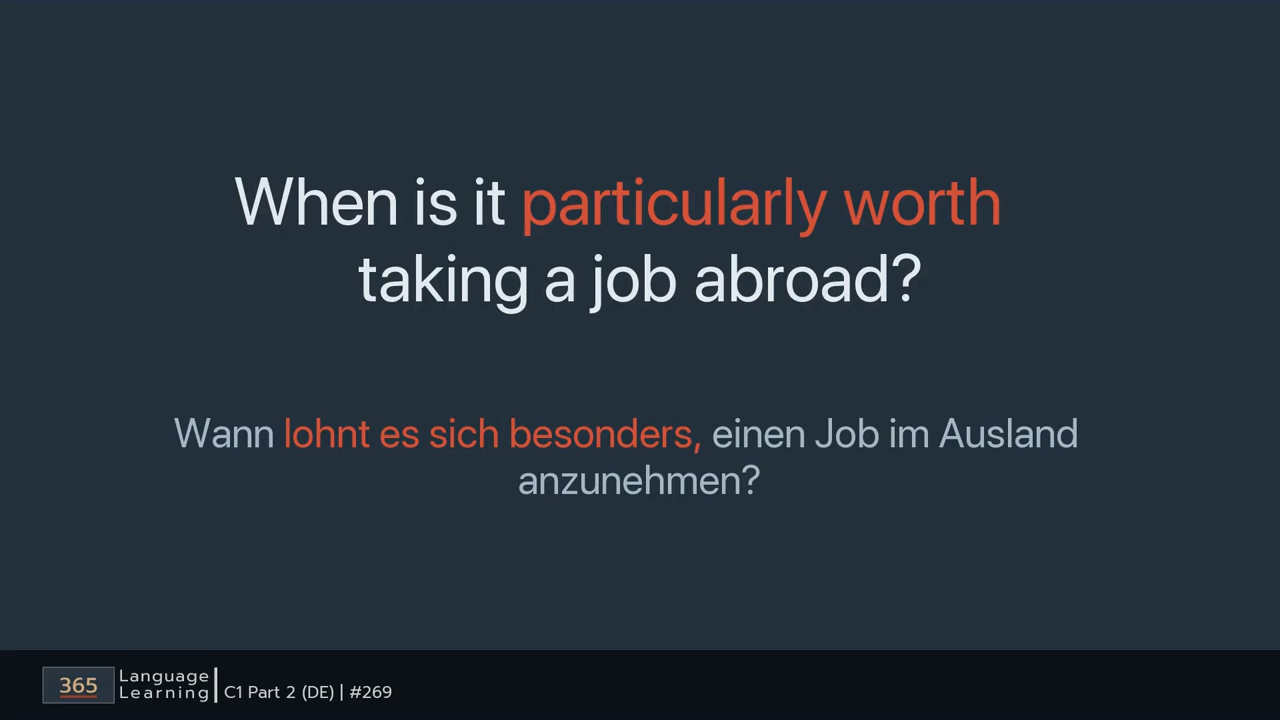 When is it particularly worth
taking a job abroad?
Wann lohnt es sich besonders, einen Job im Ausland
anzunehmen?
365 Language
Learning
C1 Part 2 (DE) | #269